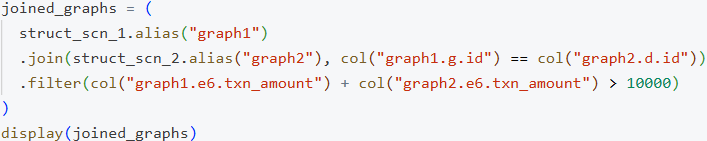 joined_graphs = (
  struct_scn_1.alias("graph1")
  .join(struct_scn_2.alias("graph2"), col("graph1.g.id") == col("graph2.d.id"))
  .filter(col("graph1.e6.txn_amount") + col("graph2.e6.txn_amount") > 10000)
)
display(joined_graphs)